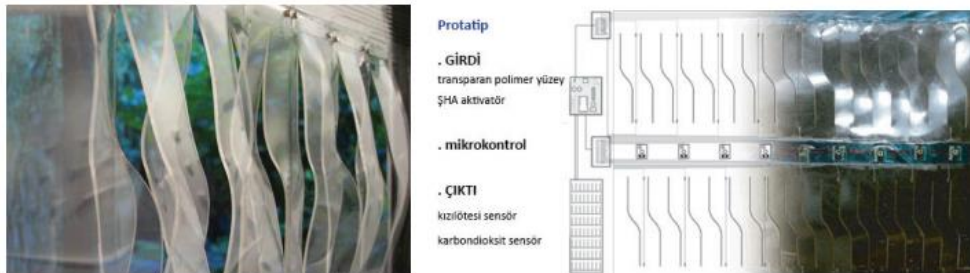 Protatip
. GİRDİ
transparan polimer yüzey
ŞHA aktivatör
. mikrokontrol
. ÇIKTI
kızılötesi sensör
karbondioksit sensör